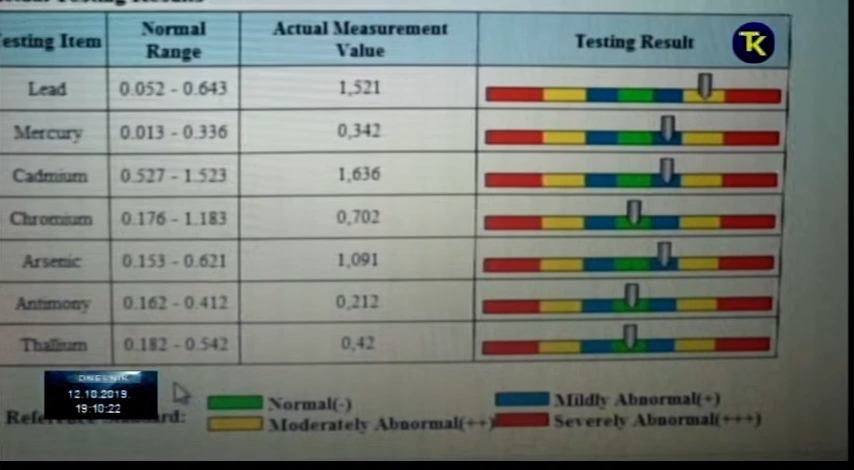 Testing Item Normal Range Actual Measurement Value Testing Result TK
Lead 0.052 - 0.643 1,521
Mercury 0.013 - 0.336 0,342
Cadmium 0.527 - 1.523 1,636
Chromium 0.176 - 1.183 0,702
Arsenic 0.153 - 0.621 1,091
Antimony 0.162 - 0.412 0,212
Thallium 0.182 - 0.542 0,42
DNEVNIK
12.10.2019.
19:10:22
Normal(-) Mildly Abnormal(+)
Moderately Abnormal(++) Severely Abnormal(+++)